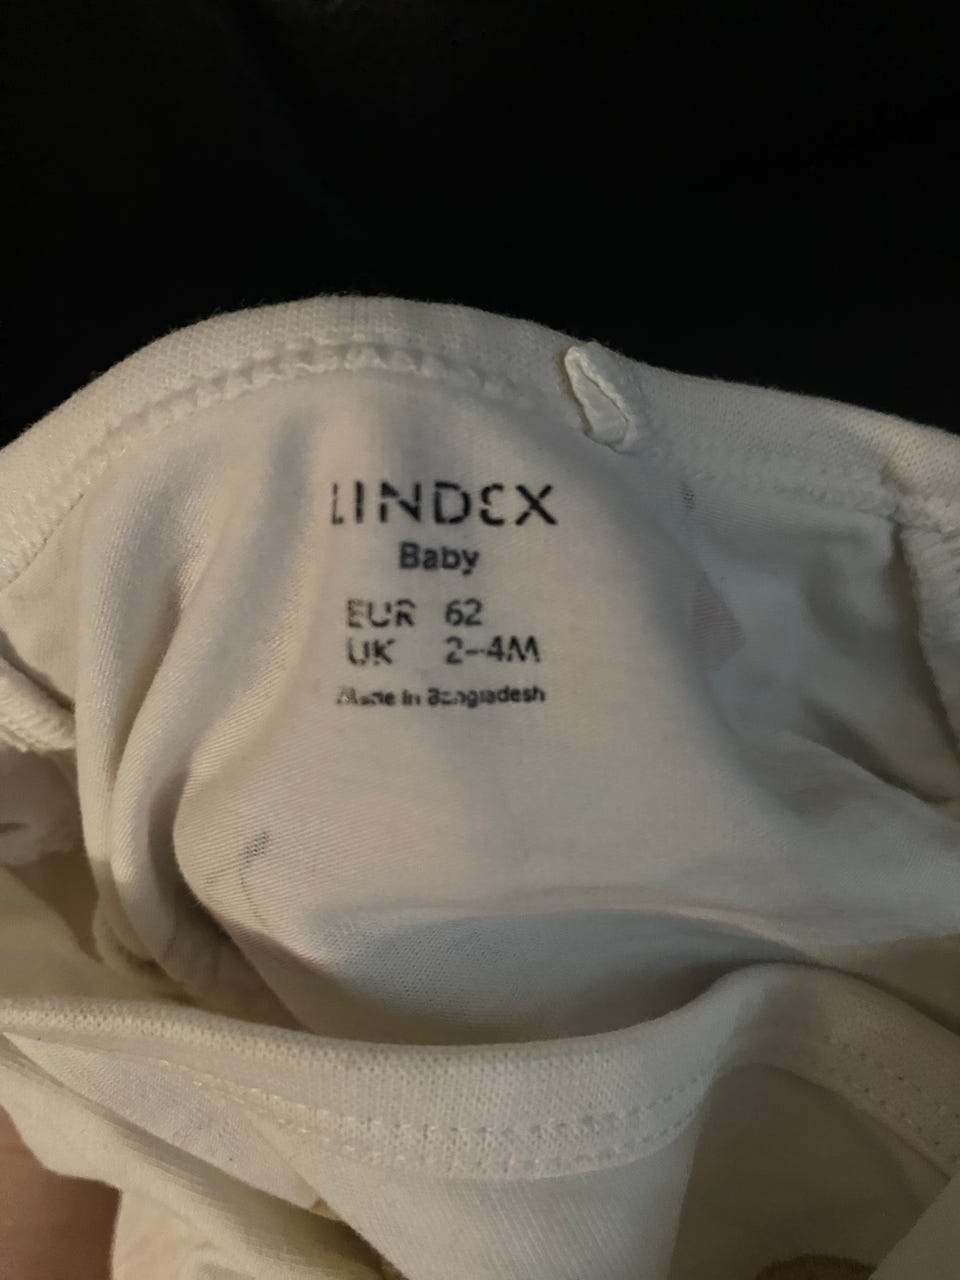 LINDEX
Baby
EUR 62
UK 2-4M
Made in Bangladesh